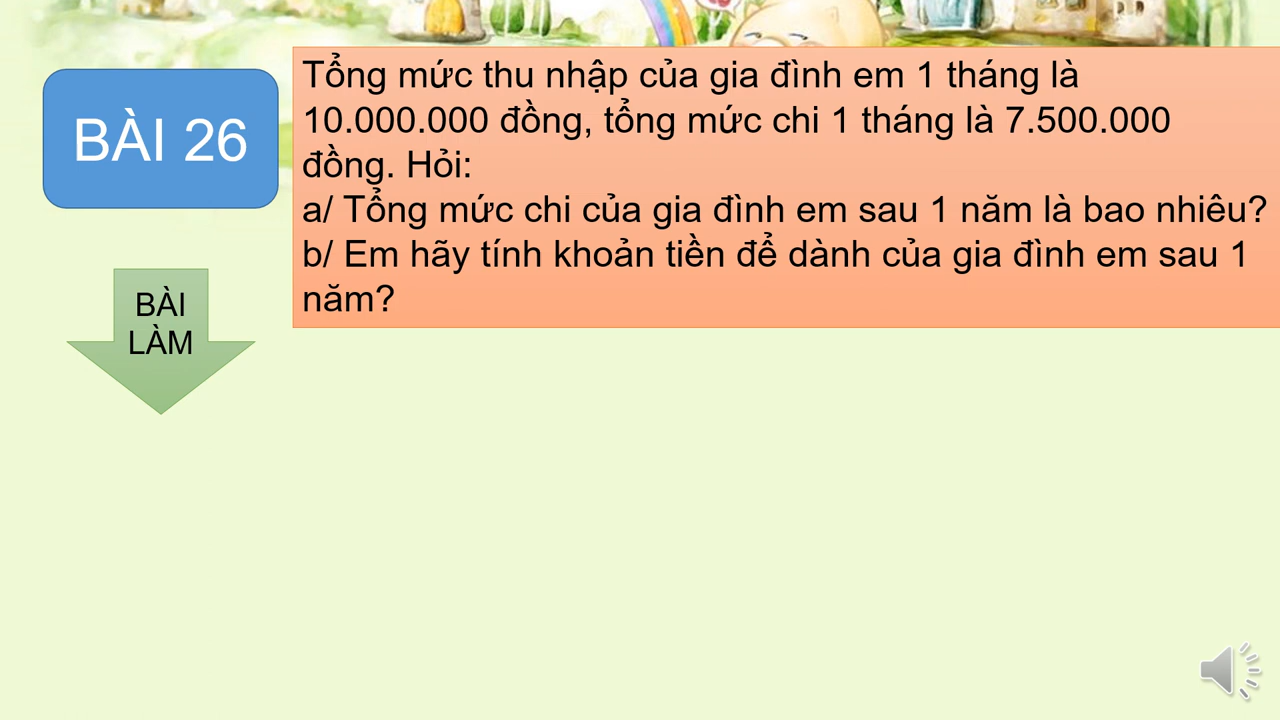 BÀI 26
Tổng mức thu nhập của gia đình em 1 tháng là
10.000.000 đồng, tổng mức chi 1 tháng là 7.500.000
đồng. Hỏi:
a/ Tổng mức chi của gia đình em sau 1 năm là bao nhiêu?
b/ Em hãy tính khoản tiền để dành của gia đình em sau 1
năm?
BÀI
LÀM